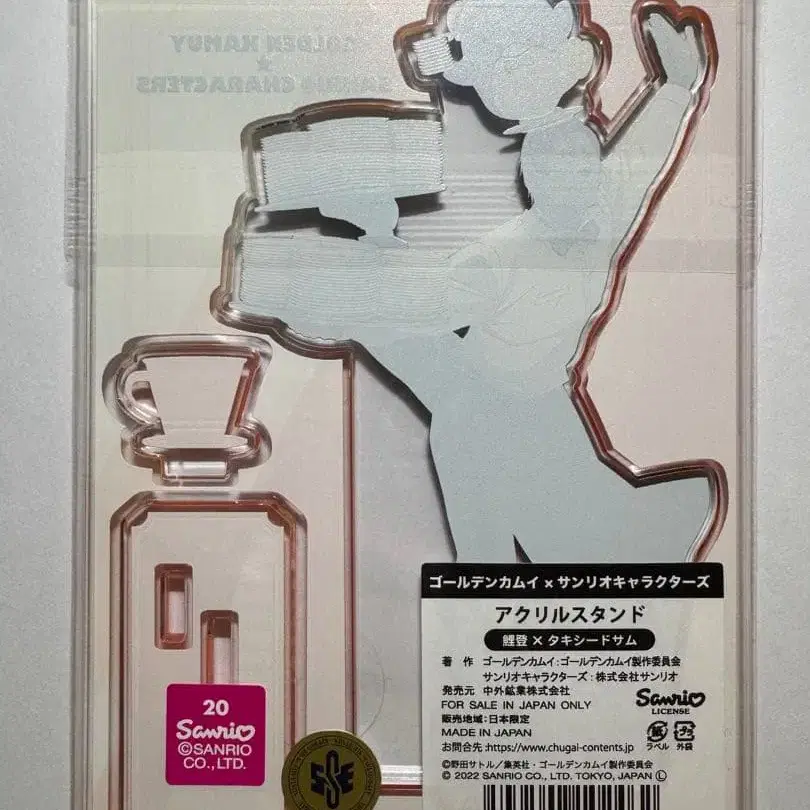 GOLDEN KAMUY
★
SANRIO CHARACTERS
ゴールデンカムイ×サンリオキャラクターズ
アクリルスタンド
鯉登 × タキシードサム
著 作 ゴールデンカムイ:ゴールデンカムイ製作委員会
サンリオキャラクターズ:株式会社サンリオ
発売元 中外鉱業株式会社
FOR SALE IN JAPAN ONLY
販売地域:日本限定
MADE IN JAPAN
お問合先 https://www.chugai-contents.jp
Sanrio
LICENSE
ラベル
プラ
外袋
©野田サトル/集英社・ゴールデンカムイ製作委員会
© 2022 SANRIO CO., LTD. TOKYO, JAPAN Ⓛ
20
Sanrio
©SANRIO
CO., LTD.